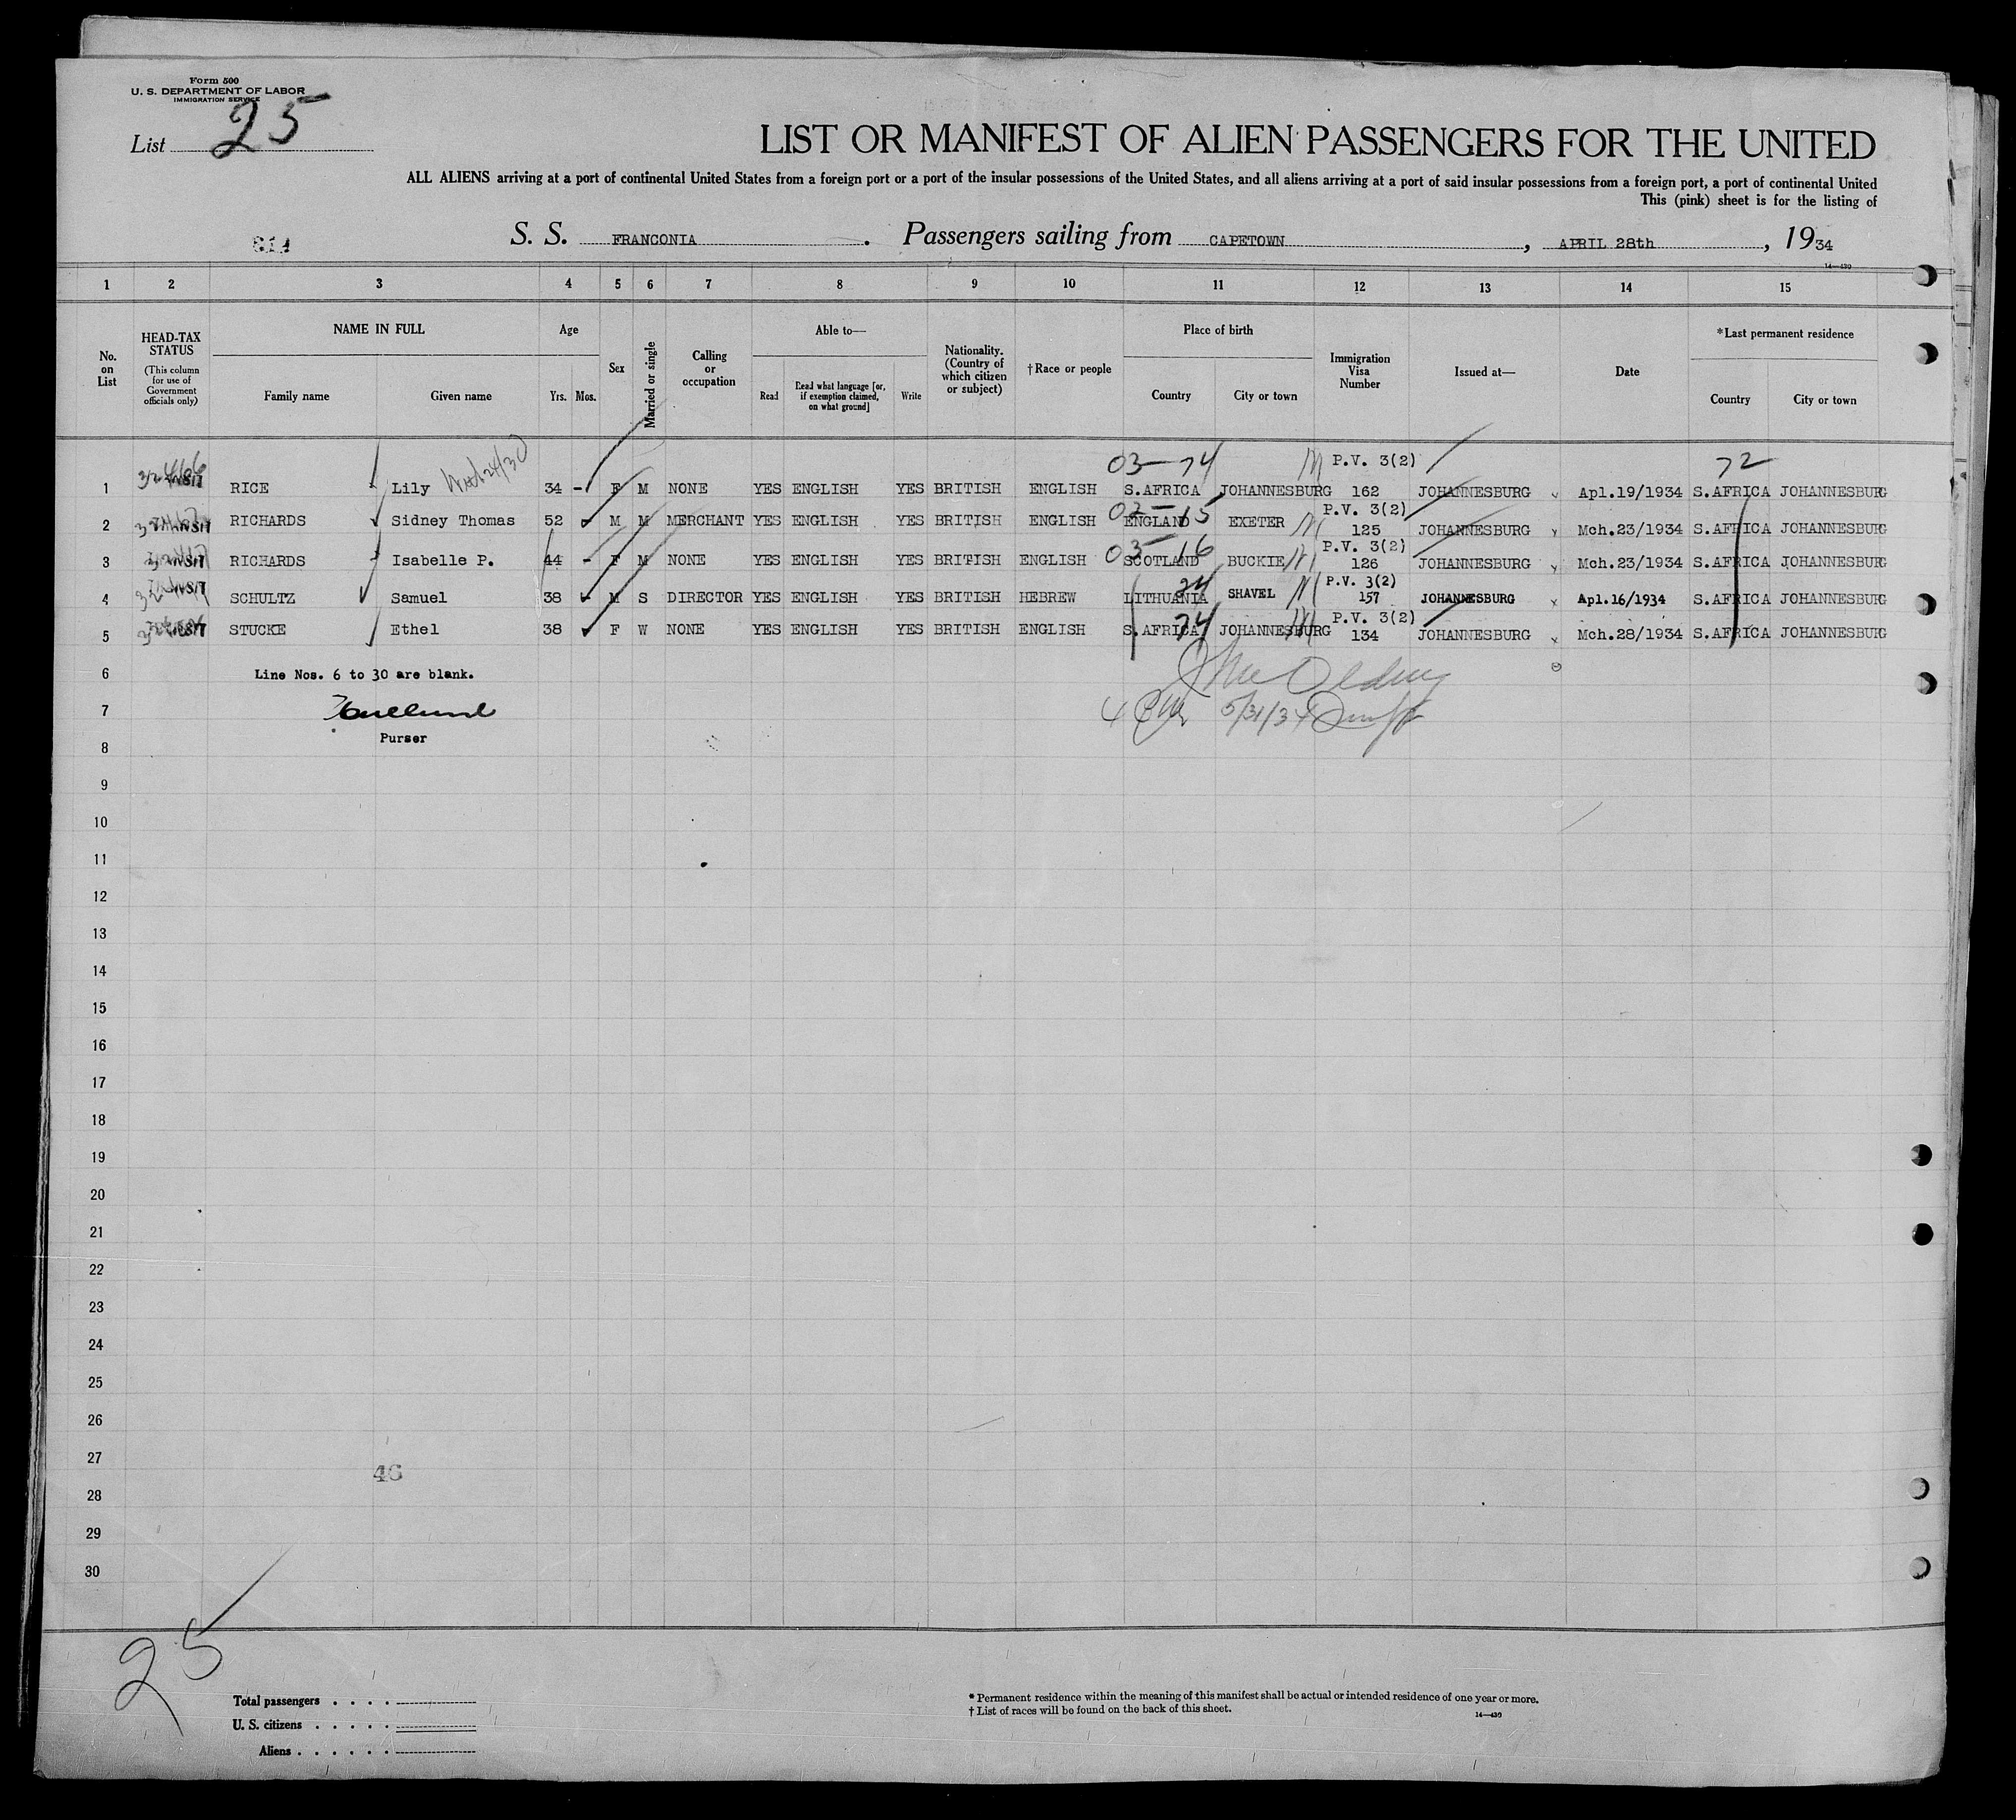 Form 500
U. S. DEPARTMENT OF LABOR
IMMIGRATION SERVICE
List 25
LIST OR MANIFEST OF ALIEN PASSENGERS FOR THE UNITED
ALL ALIENS arriving at a port of continental United States from a foreign port or a port of the insular possessions of the United States, and all aliens arriving at a port of said insular possessions from a foreign port, a port of continental United
This (pink) sheet is for the listing of
S. S. FRANCONIA. Passengers sailing from CAPETOWN, APRIL 28th, 1934
14—430
1 2 3 4 5 6 7 8 9 10 11 12 13 14 15
No. on List
HEAD-TAX STATUS
(This column for use of Government officials only)
NAME IN FULL
Family name Given name
Age
Yrs. Mos.
Sex
Married or single
Calling or occupation
Able to—
Read Read what language [or, if exemption claimed, on what ground] Write
Nationality. (Country of which citizen or subject)
†Race or people
Place of birth
Country City or town
Immigration Visa Number
Issued at—
Date
*Last permanent residence
Country City or town
03—74 P.V. 3(2) 72
1 RICE Lily 34 - F M NONE YES ENGLISH YES BRITISH ENGLISH S.AFRICA JOHANNESBURG 162 JOHANNESBURG Apl.19/1934 S.AFRICA JOHANNESBURG
02—15 P.V. 3(2)
2 RICHARDS Sidney Thomas 52 M M MERCHANT YES ENGLISH YES BRITISH ENGLISH ENGLAND EXETER 125 JOHANNESBURG Mch.23/1934 S.AFRICA JOHANNESBURG
03—16 P.V. 3(2)
3 RICHARDS Isabelle P. 44 - F M NONE YES ENGLISH YES BRITISH ENGLISH SCOTLAND BUCKIE 126 JOHANNESBURG Mch.23/1934 S.AFRICA JOHANNESBURG
24 P.V. 3(2)
4 SCHULTZ Samuel 38 - M S DIRECTOR YES ENGLISH YES BRITISH HEBREW LITHUANIA SHAVEL 157 JOHANNESBURG Apl.16/1934 S.AFRICA JOHANNESBURG
74 P.V. 3(2)
5 STUCKE Ethel 38 F W NONE YES ENGLISH YES BRITISH ENGLISH S.AFRICA JOHANNESBURG 134 JOHANNESBURG Mch.28/1934 S.AFRICA JOHANNESBURG
6 Line Nos. 6 to 30 are blank.
7 5/31/34
Purser
8
9
10
11
12
13
14
15
16
17
18
19
20
21
22
23
24
25
26
27
46
28
29
30
25
Total passengers . . . .
U. S. citizens . . . . .
Aliens . . . . . .
* Permanent residence within the meaning of this manifest shall be actual or intended residence of one year or more.
† List of races will be found on the back of this sheet.
14—430